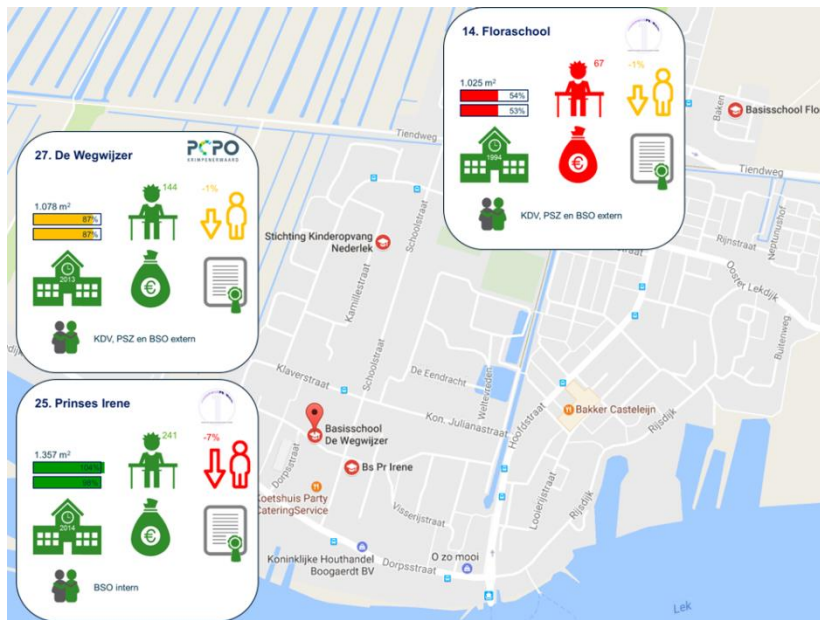 14. Floraschool
67
-1%
1.025 m²
54%
53%
1994
KDV, PSZ en BSO extern
27. De Wegwijzer
PCPO
KRIMPENERWAARD
144
-1%
1.078 m²
87%
87%
2013
KDV, PSZ en BSO extern
25. Prinses Irene
241
-7%
1.357 m²
104%
2014
BSO intern
Baken
Basisschool Flo
Tiendweg
Tiendweg
Stichting Kinderopvang
Nederlek
Schoolstraat
Kamillestraat
Rijnstraat
Neptunushof
Ooster Lekdijk
Buitenweg
Klaverstraat
Schoolstraat
De Eendracht
Weltevreden
Hoofdstraat
Bakker Casteleijn
Rijsdijk
Kon. Julianastraat
Basisschool
De Wegwijzer
Bs Pr Irene
Dorpsstraat
Koetshuis Party
CateringService
Visserijstraat
Looierijstraat
Rijsdijk
Koninklijke Houthandel
Boogaerdt BV
O zo mooi
Dorpsstraat
Lek